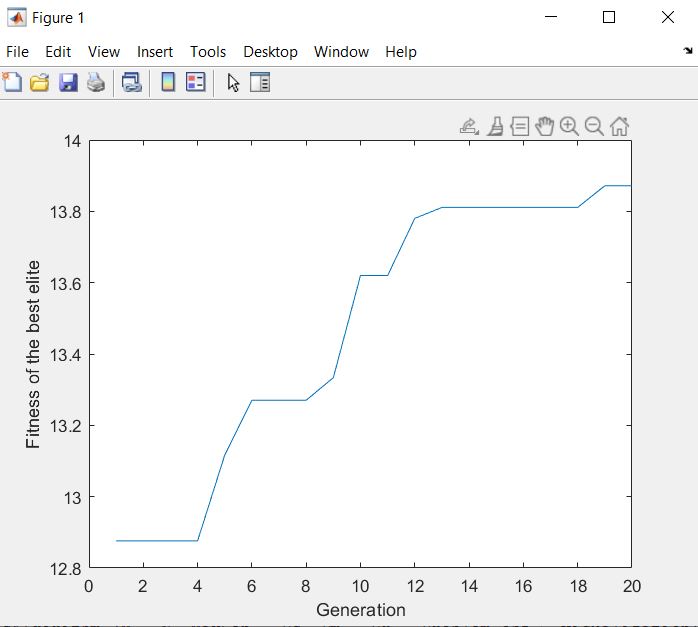 Figure 1
File Edit View Insert Tools Desktop Window Help
14
13.8
13.6
13.4
13.2
13
12.8
Fitness of the best elite
0 2 4 6 8 10 12 14 16 18 20
Generation